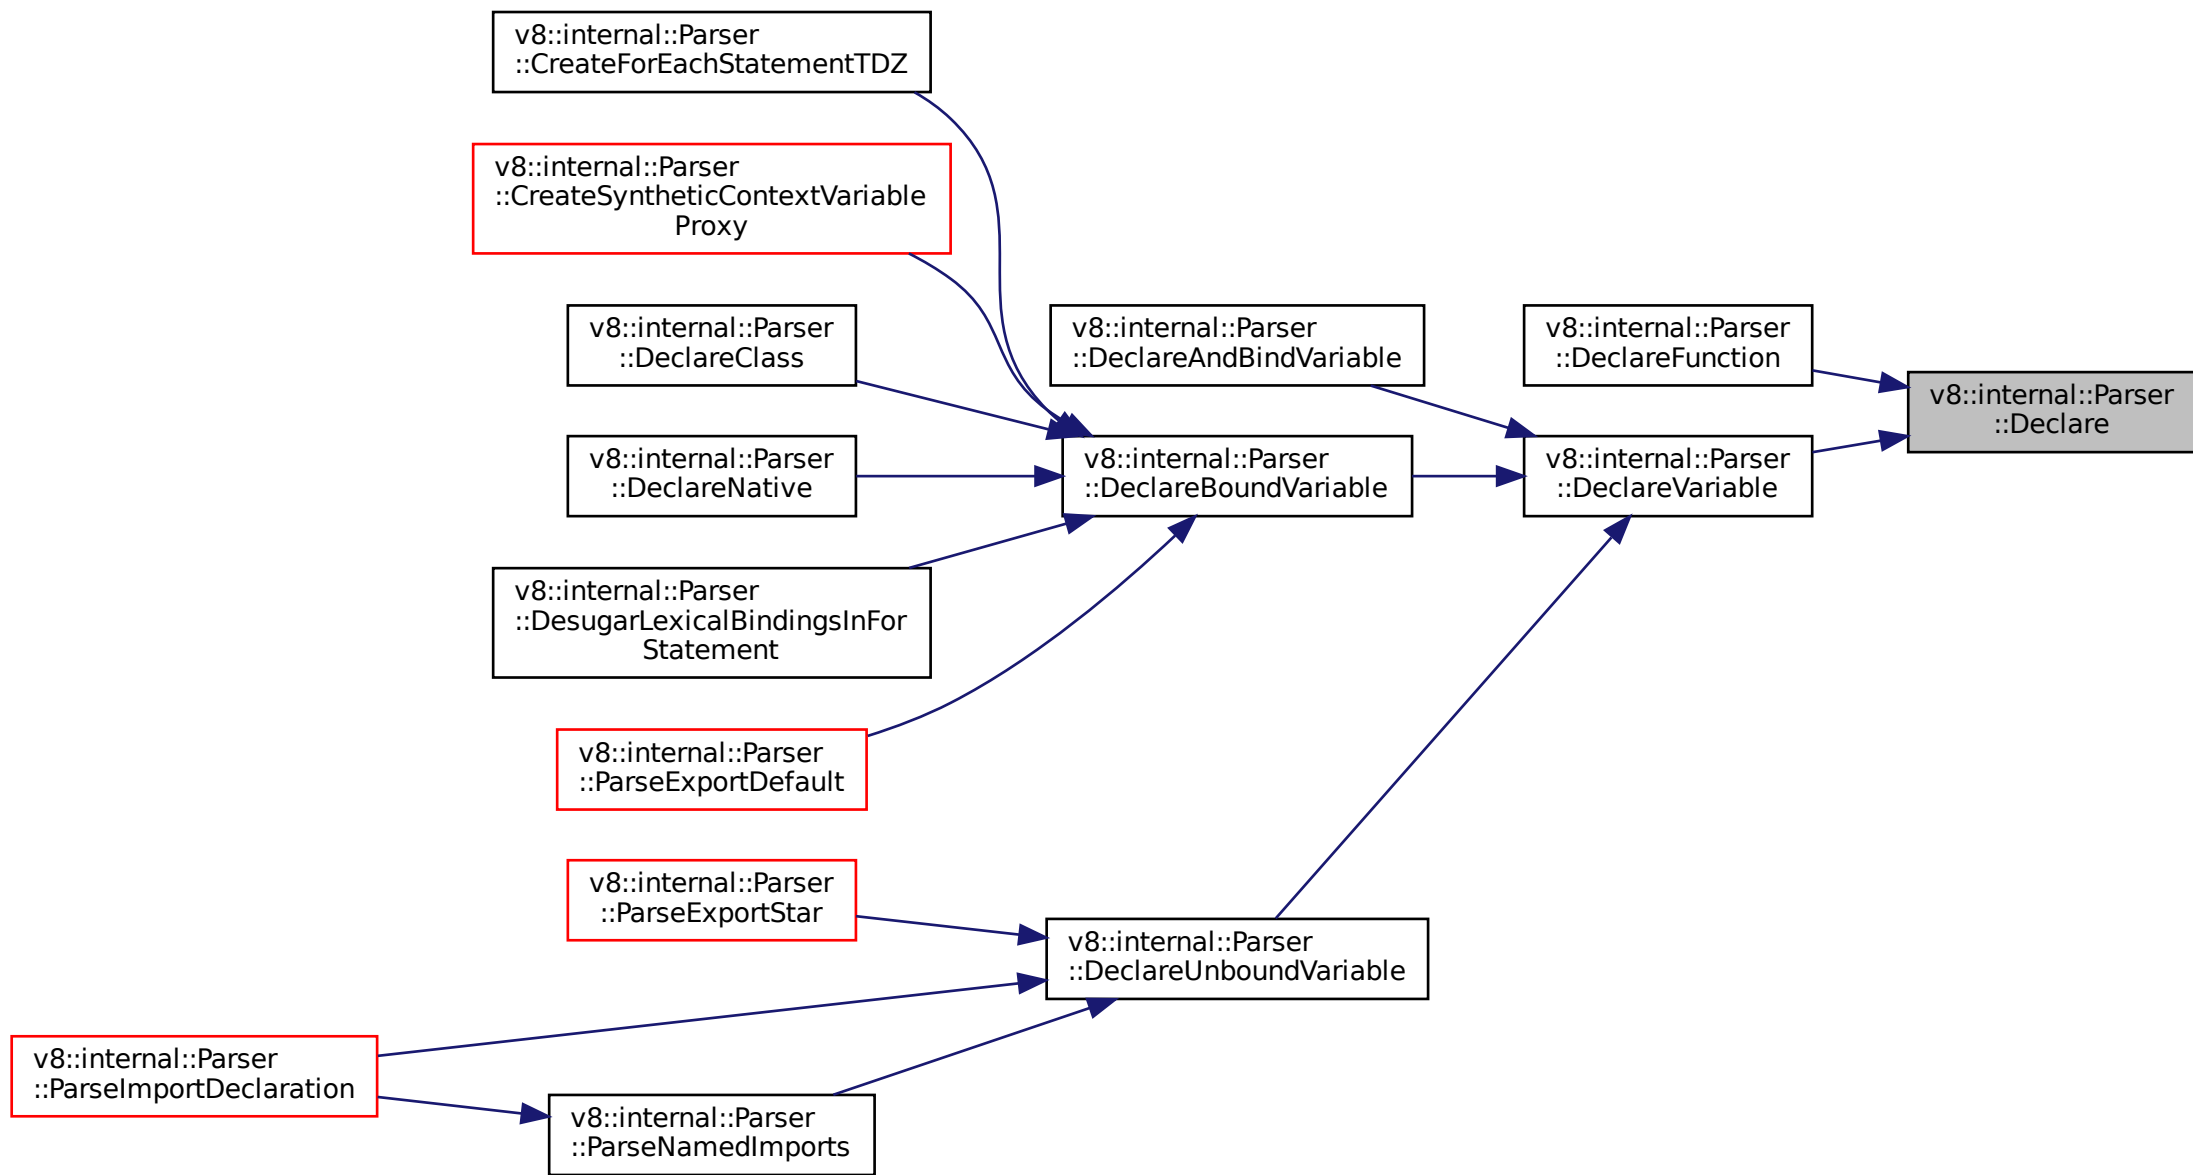 v8::internal::Parser
::CreateForEachStatementTDZ
v8::internal::Parser
::CreateSyntheticContextVariable
Proxy
v8::internal::Parser
::DeclareClass
v8::internal::Parser
::DeclareAndBindVariable
v8::internal::Parser
::DeclareFunction
v8::internal::Parser
::Declare
v8::internal::Parser
::DeclareNative
v8::internal::Parser
::DeclareBoundVariable
v8::internal::Parser
::DeclareVariable
v8::internal::Parser
::DesugarLexicalBindingsInFor
Statement
v8::internal::Parser
::ParseExportDefault
v8::internal::Parser
::ParseExportStar
v8::internal::Parser
::DeclareUnboundVariable
v8::internal::Parser
::ParseImportDeclaration
v8::internal::Parser
::ParseNamedImports